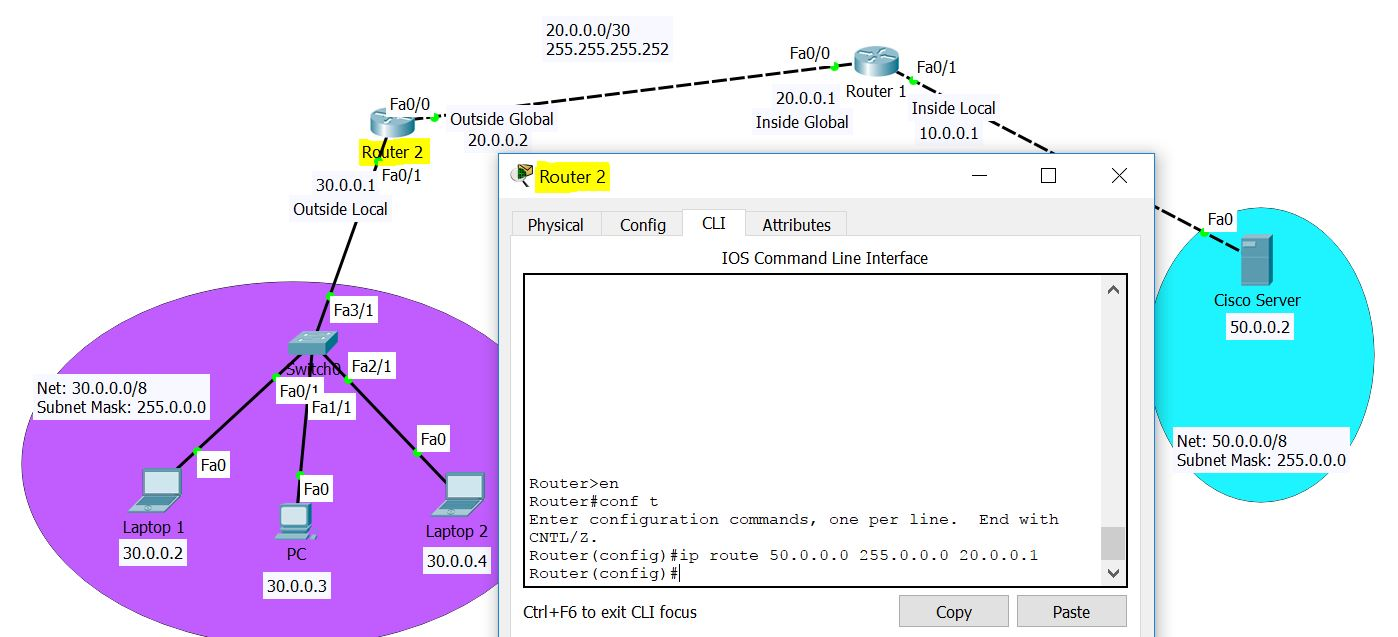 20.0.0.0/30
255.255.255.252
Fa0/0
Fa0/1
Router 1
20.0.0.1
Inside Global
Inside Local
10.0.0.1
Fa0/0
Outside Global
20.0.0.2
Router 2
Fa0/1
30.0.0.1
Outside Local
Router 2
Physical
Config
CLI
Attributes
IOS Command Line Interface
Router>en
Router#conf t
Enter configuration commands, one per line.  End with
CNTL/Z.
Router(config)#ip route 50.0.0.0 255.0.0.0 20.0.0.1
Router(config)#
Ctrl+F6 to exit CLI focus
Copy
Paste
Fa0
Cisco Server
50.0.0.2
Net: 50.0.0.0/8
Subnet Mask: 255.0.0.0
Fa3/1
Switch0
Fa2/1
Fa0/1
Fa1/1
Net: 30.0.0.0/8
Subnet Mask: 255.0.0.0
Fa0
Fa0
Fa0
Laptop 1
30.0.0.2
PC
30.0.0.3
Laptop 2
30.0.0.4